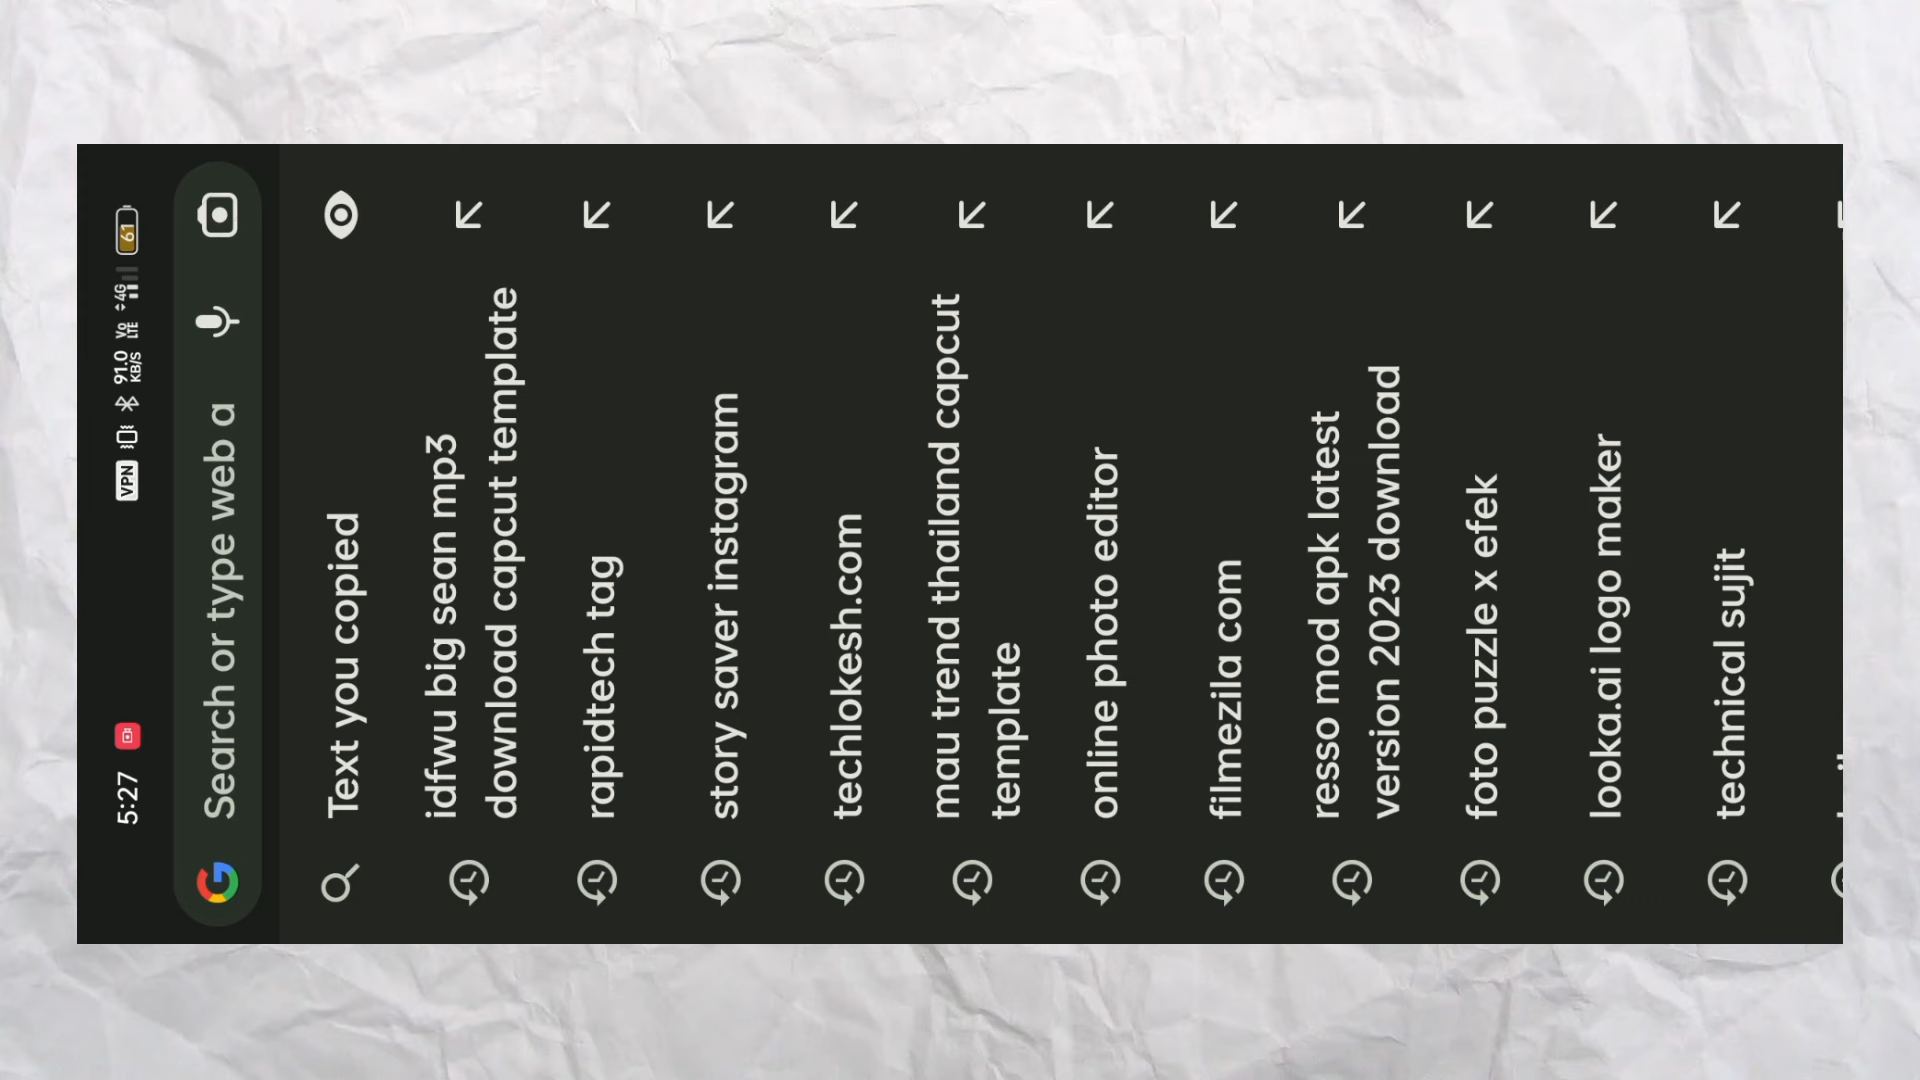 5:27
VPN
91.0
KB/S
Vo
LTE
4G
61
Search or type web a
Text you copied
idfwu big sean mp3
download capcut template
rapidtech tag
story saver instagram
techlokesh.com
mau trend thailand capcut
template
online photo editor
filmezila com
resso mod apk latest
version 2023 download
foto puzzle x efek
looka.ai logo maker
technical sujit